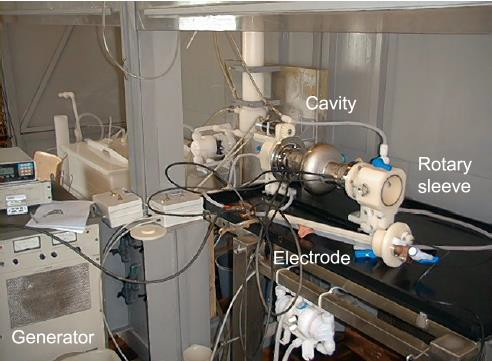 Cavity
Rotary
sleeve
Electrode
Generator